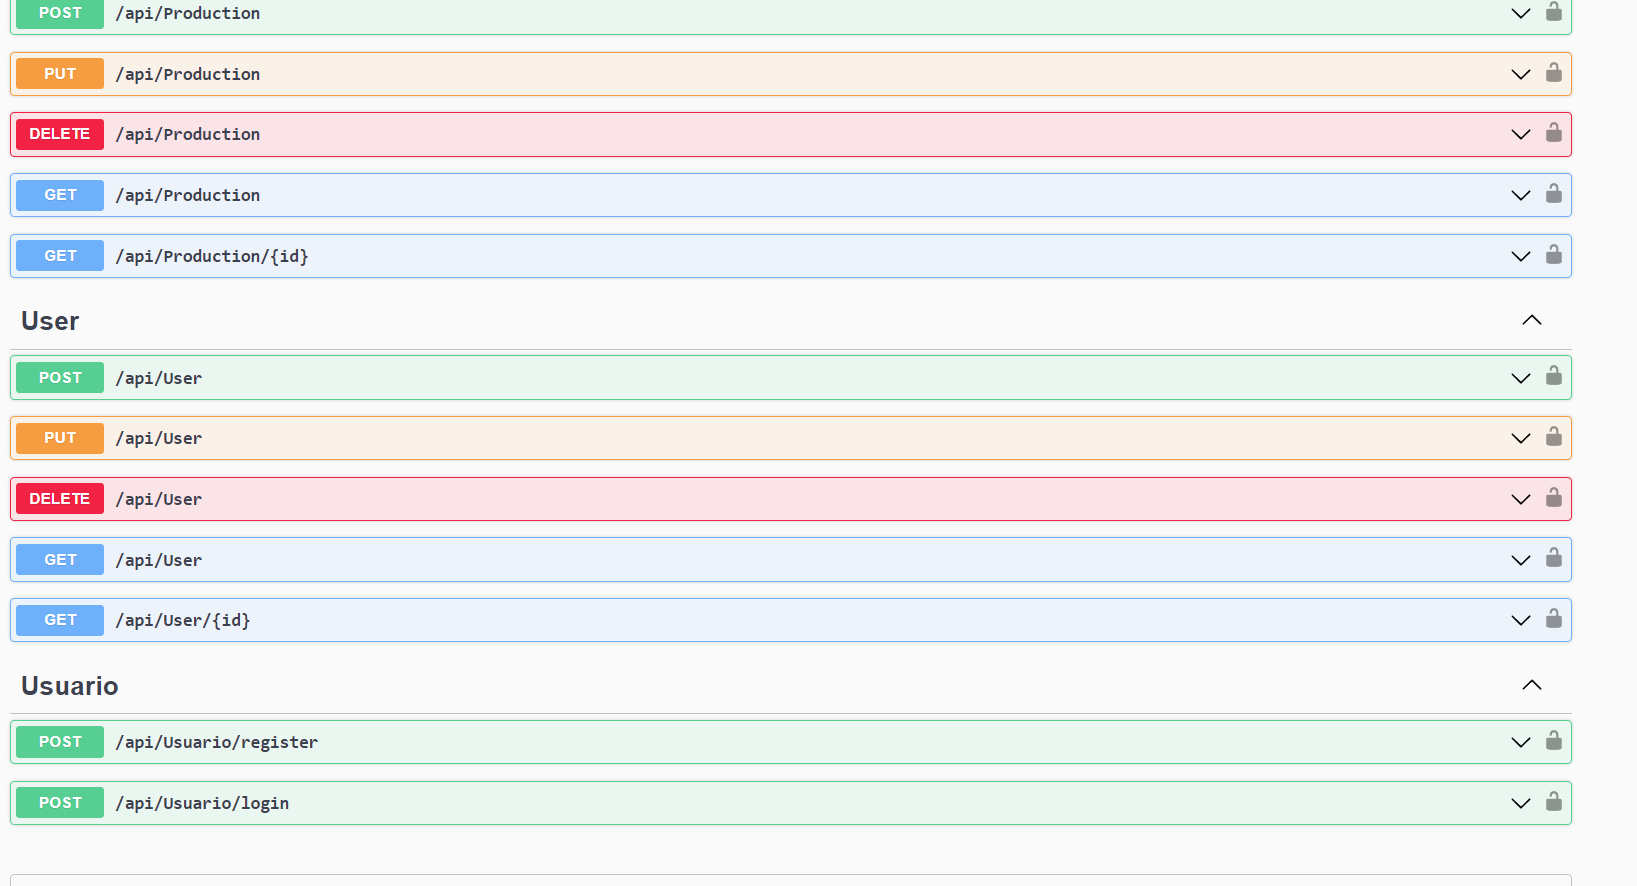 POST /api/Production
PUT /api/Production
DELETE /api/Production
GET /api/Production
GET /api/Production/{id}
User
POST /api/User
PUT /api/User
DELETE /api/User
GET /api/User
GET /api/User/{id}
Usuario
POST /api/Usuario/register
POST /api/Usuario/login